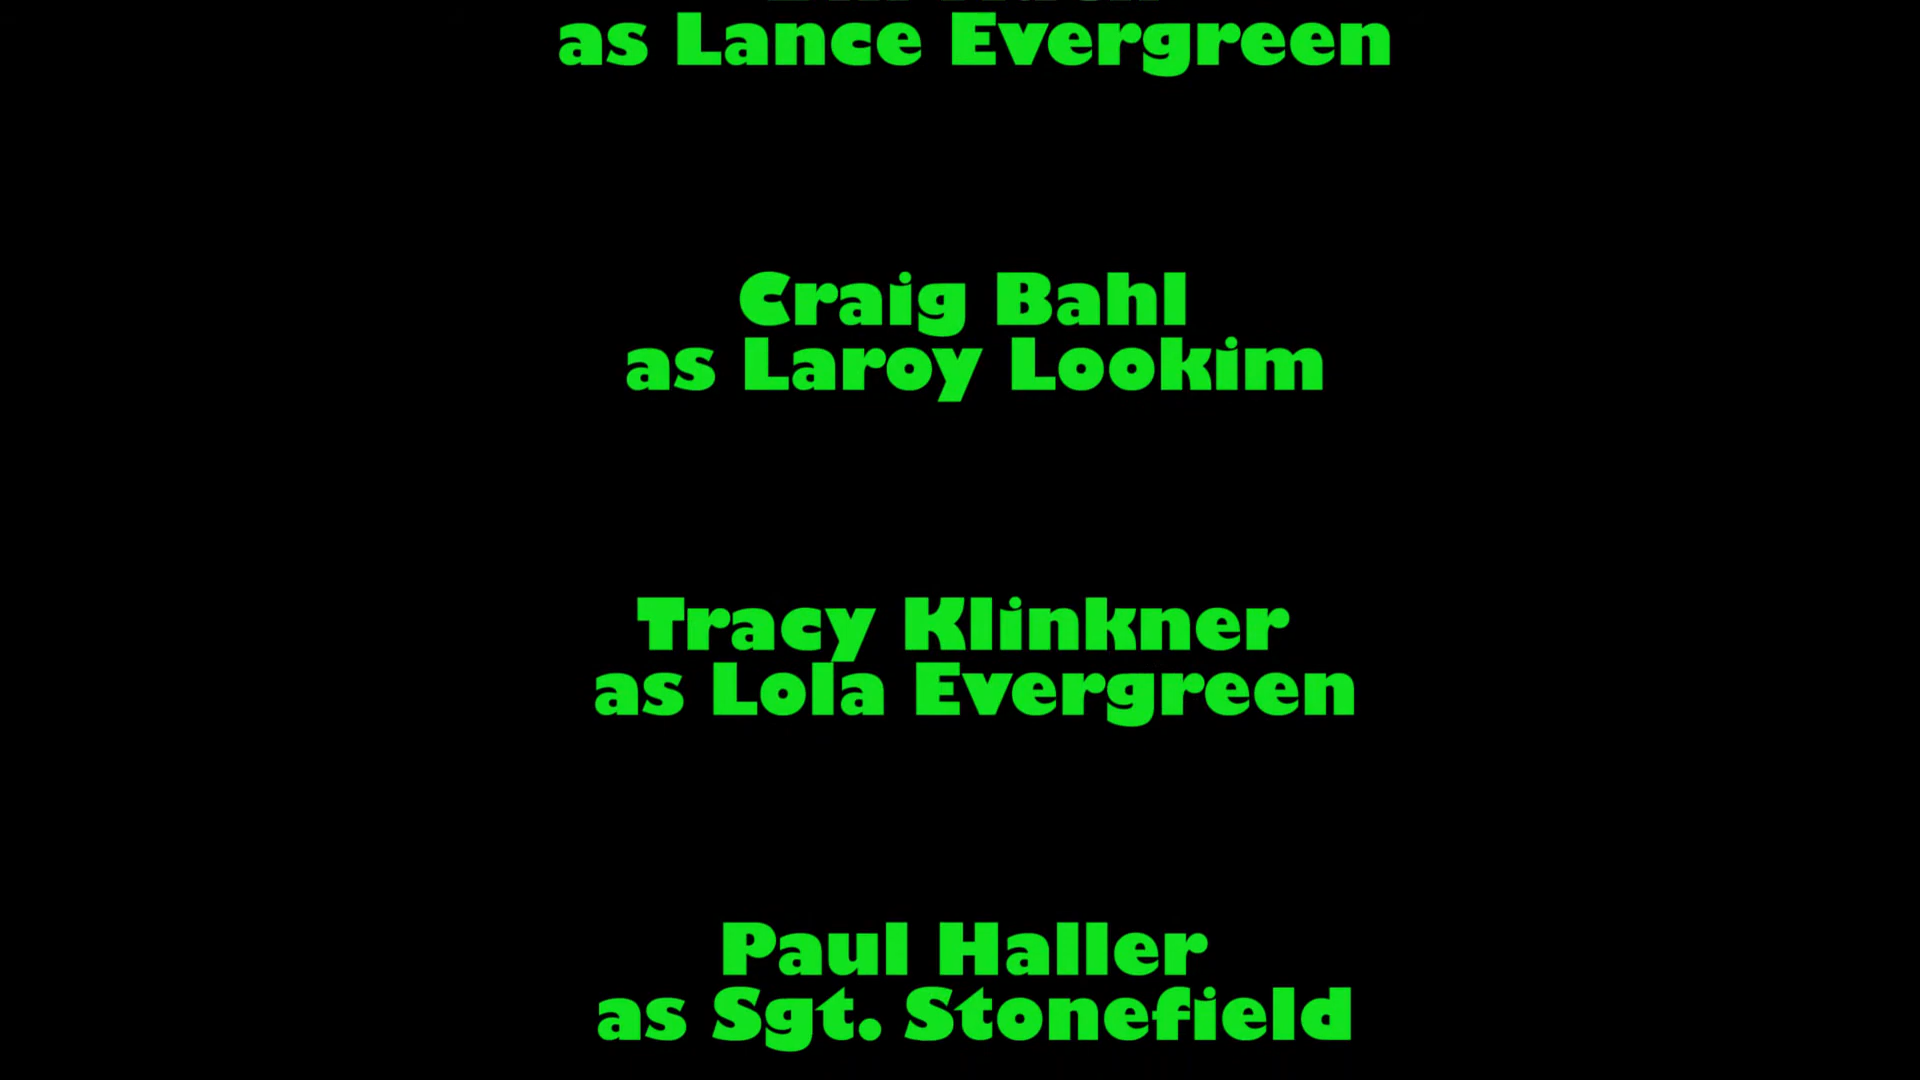 as Lance Evergreen
Craig Bahl
as Laroy Lookim
Tracy Klinkner
as Lola Evergreen
Paul Haller
as Sgt. Stonefield